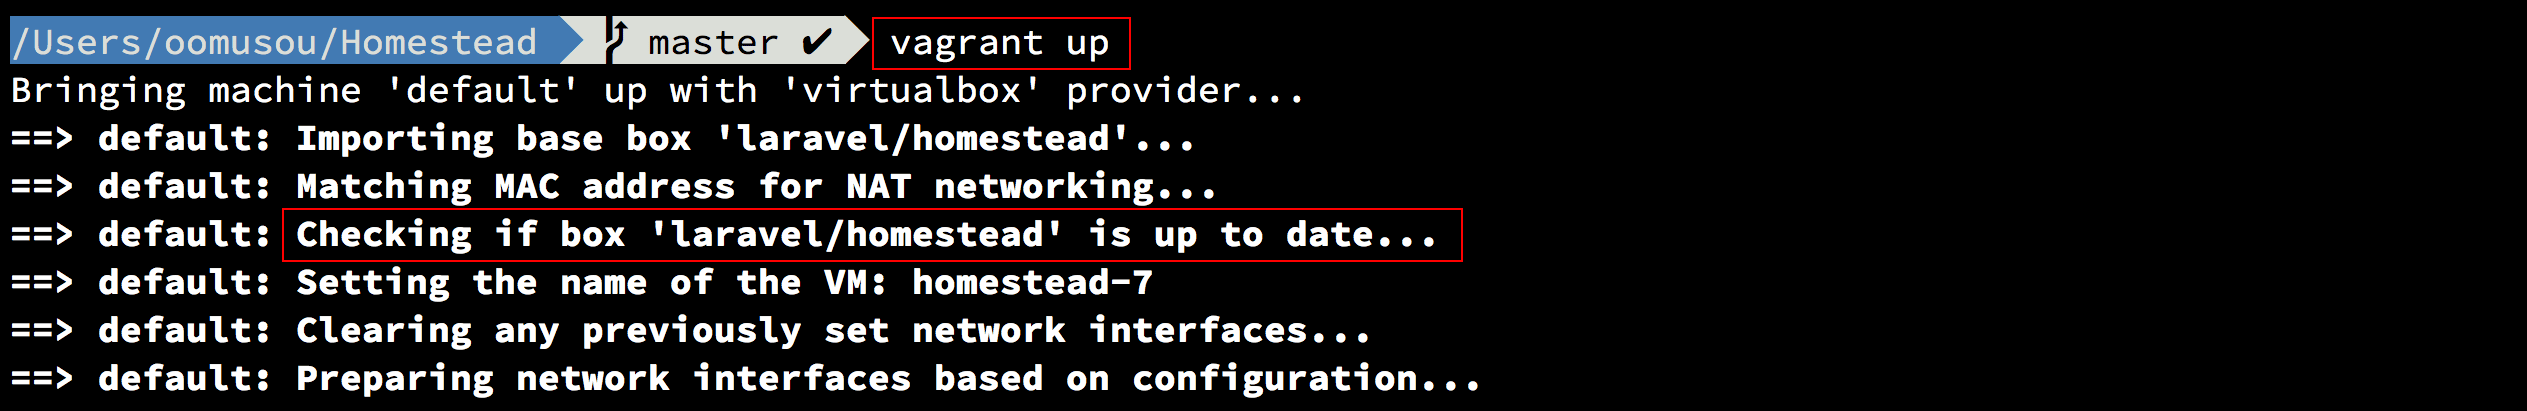 /Users/oomusou/Homestead master ✔ vagrant up
Bringing machine 'default' up with 'virtualbox' provider...
==> default: Importing base box 'laravel/homestead'...
==> default: Matching MAC address for NAT networking...
==> default: Checking if box 'laravel/homestead' is up to date...
==> default: Setting the name of the VM: homestead-7
==> default: Clearing any previously set network interfaces...
==> default: Preparing network interfaces based on configuration...